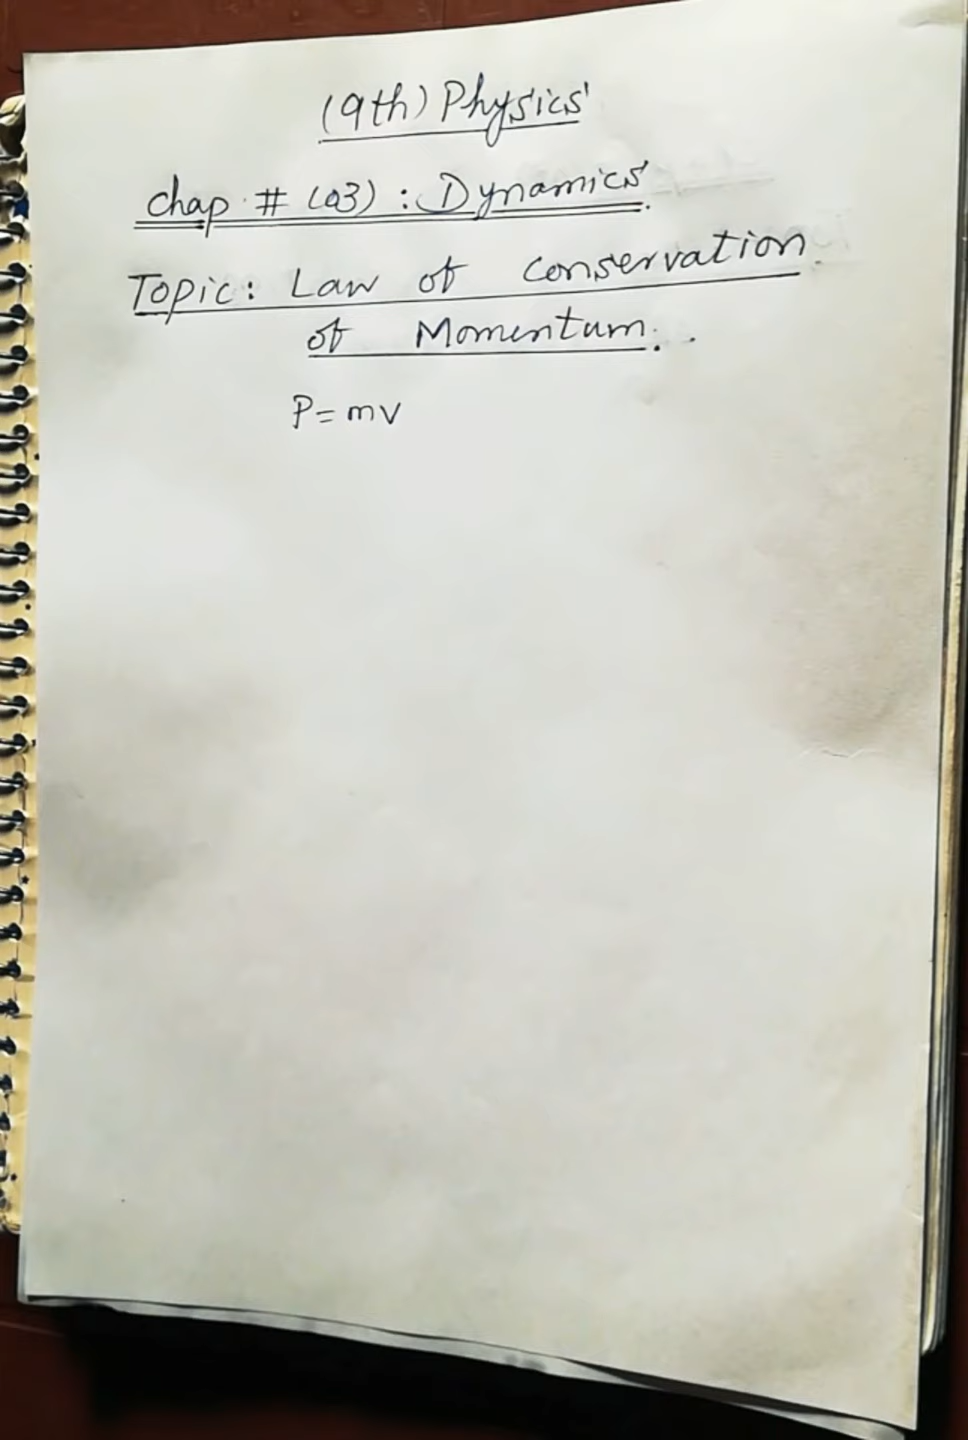 (9th) Physics
Chap # (03) : Dynamics.
Topic: Law of Conservation
of Momentum.
P = mv